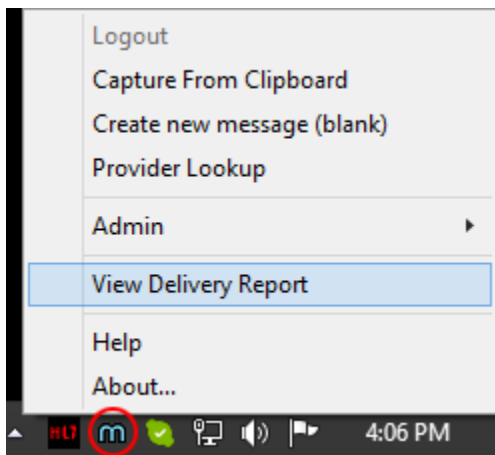 Logout
Capture From Clipboard
Create new message (blank)
Provider Lookup
Admin
View Delivery Report
Help
About...
HL7 m 4:06 PM